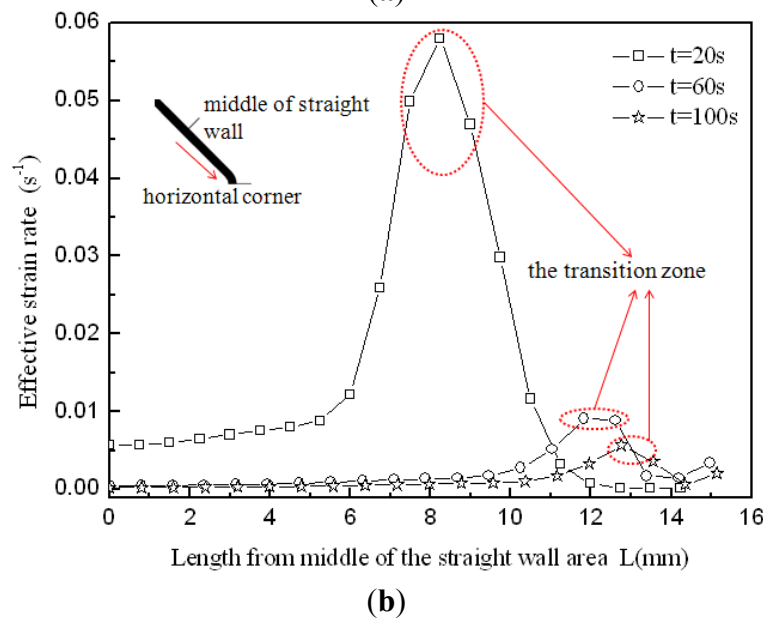 (a)
0.06
0.05
0.04
0.03
0.02
0.01
0.00
Effective strain rate (s⁻¹)
t=20s
t=60s
t=100s
middle of straight
wall
horizontal corner
the transition zone
0 2 4 6 8 10 12 14 16
Length from middle of the straight wall area L(mm)
(b)